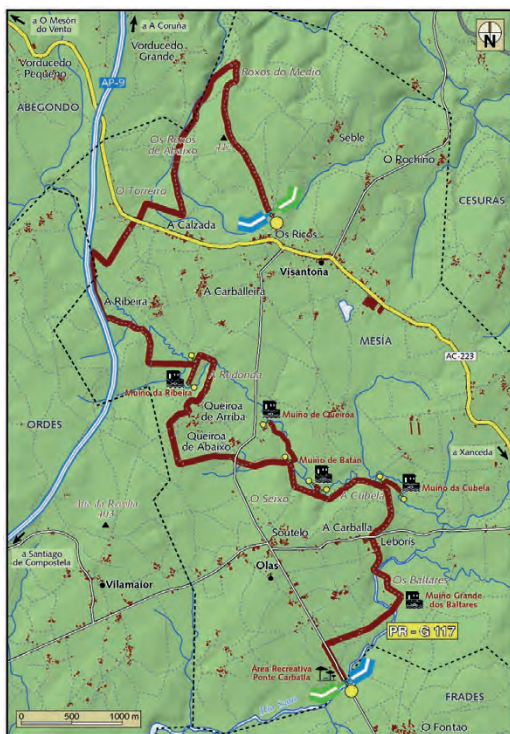 a O Mesón
do Vento
a A Coruña
N
Vorducedo
Grande
Vorducedo
Pequeno
AP-9
Roxos do Medio
ABEGONDO
Os Roxos
de Abaixo
Seble
O Rochiño
O Torreiro
CESURAS
A Calzada
Os Ricos
Visantoña
A Ribeira
A Carballeira
MESÍA
AC-223
A Redonda
Muíño da Ribeira
ORDES
Queiroa
de Arriba
Muíño de Queiroa
Queiroa
de Abaixo
a Xanceda
Muíño de Batán
Muíño da Cubela
O Seixo
A Cubela
403
A Carballa
Soutelo
Leboris
a Santiago
de Compostela
Olas
Vilamaior
Os Baltares
Muíño Grande
dos Baltares
PR - G 117
Área Recreativa
Ponte Carballa
FRADES
0 500 1000 m
O Fontao